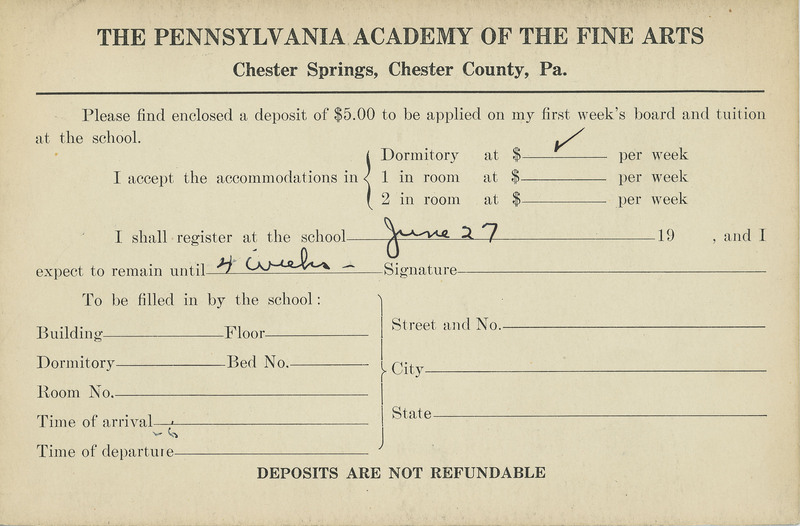 THE PENNSYLVANIA ACADEMY OF THE FINE ARTS
Chester Springs, Chester County, Pa.
Please find enclosed a deposit of $5.00 to be applied on my first week's board and tuition
at the school.
I accept the accommodations in
Dormitory at $ ✓ per week
1 in room at $ per week
2 in room at $ per week
I shall register at the school June 27 19 , and I
expect to remain until 4 weeks – Signature
To be filled in by the school:
Building Floor
Dormitory Bed No.
Room No.
Time of arrival
Time of departure
Street and No.
City
State
DEPOSITS ARE NOT REFUNDABLE